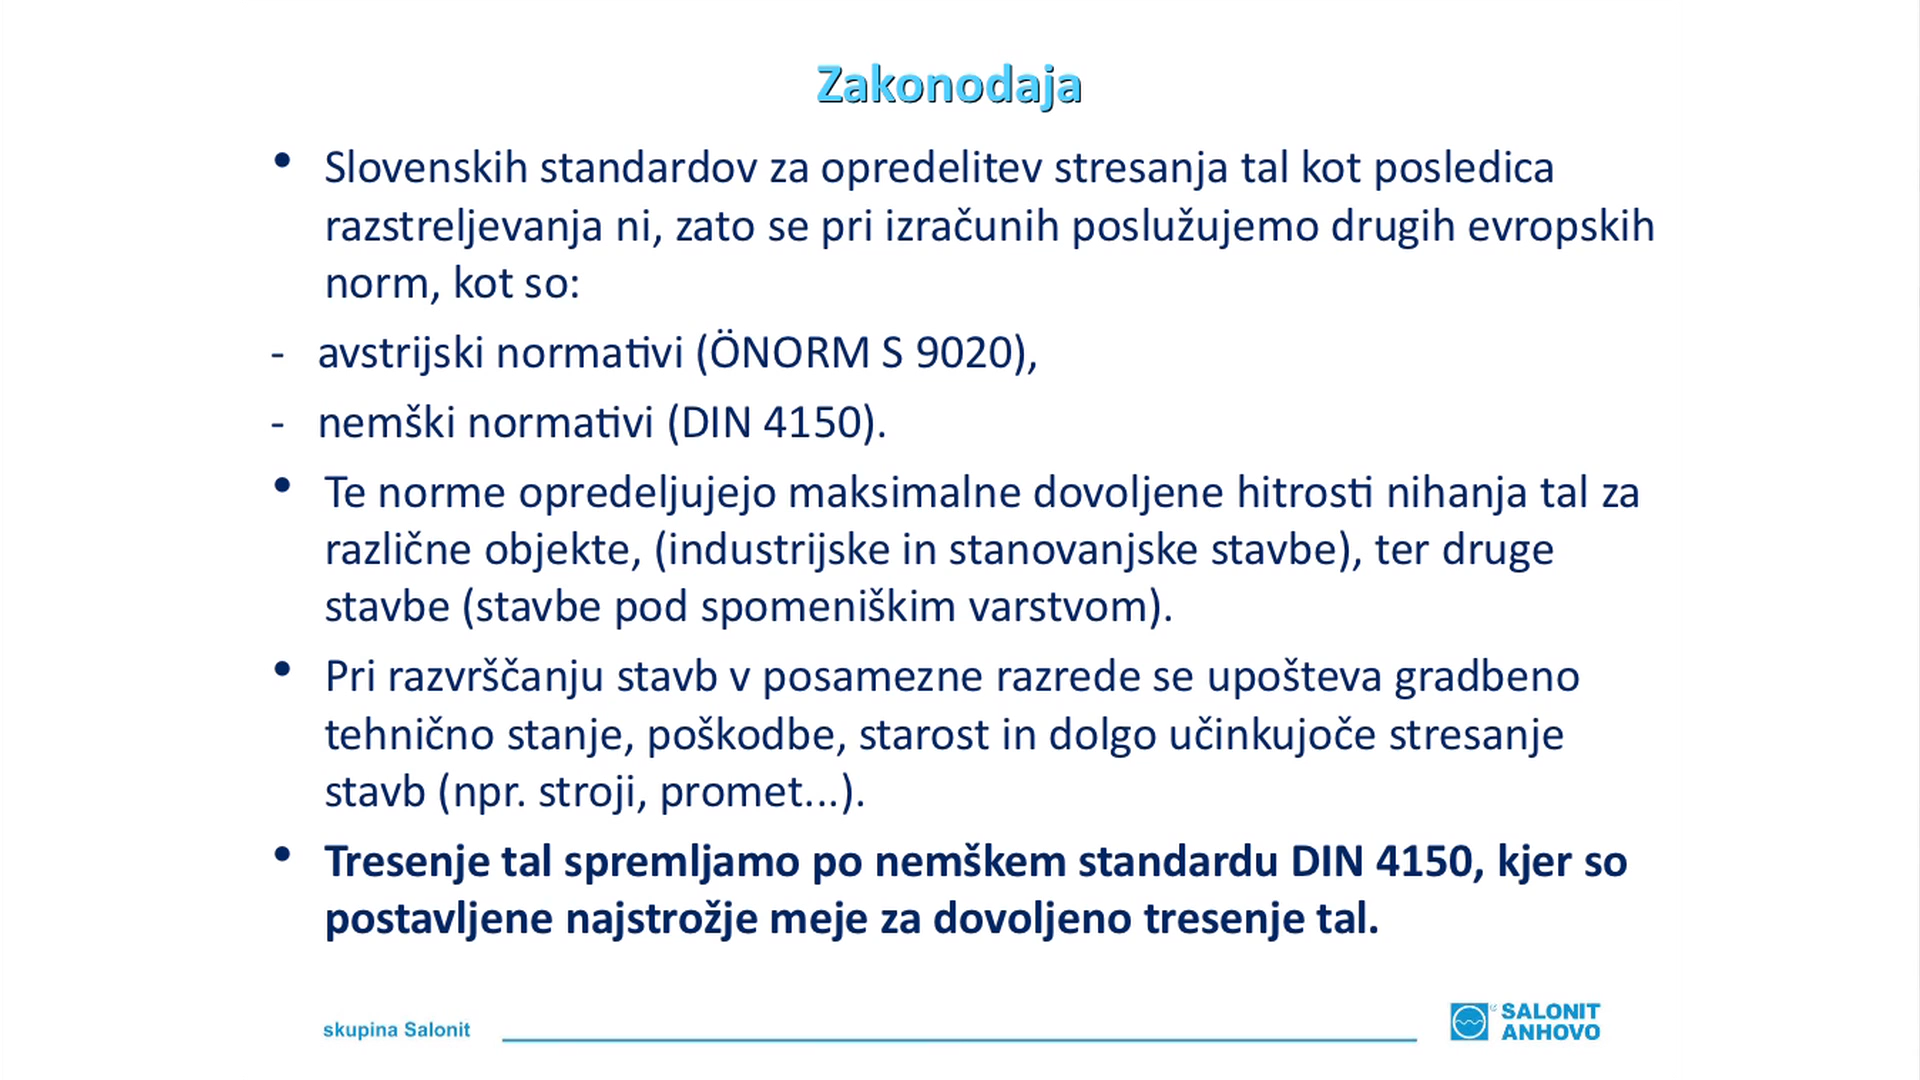 Zakonodaja
• Slovenskih standardov za opredelitev stresanja tal kot posledica
razstreljevanja ni, zato se pri izračunih poslužujemo drugih evropskih
norm, kot so:
- avstrijski normativi (ÖNORM S 9020),
- nemški normativi (DIN 4150).
• Te norme opredeljujejo maksimalne dovoljene hitrosti nihanja tal za
različne objekte, (industrijske in stanovanjske stavbe), ter druge
stavbe (stavbe pod spomeniškim varstvom).
• Pri razvrščanju stavb v posamezne razrede se upošteva gradbeno
tehnično stanje, poškodbe, starost in dolgo učinkujoče stresanje
stavb (npr. stroji, promet...).
• Tresenje tal spremljamo po nemškem standardu DIN 4150, kjer so
postavljene najstrožje meje za dovoljeno tresenje tal.
skupina Salonit
SALONIT
ANHOVO